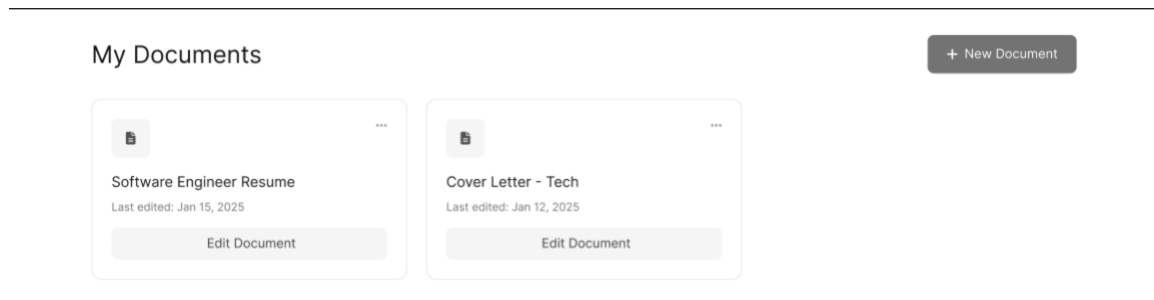 My Documents
+ New Document
...
...
Software Engineer Resume
Cover Letter - Tech
Last edited: Jan 15, 2025
Last edited: Jan 12, 2025
Edit Document
Edit Document